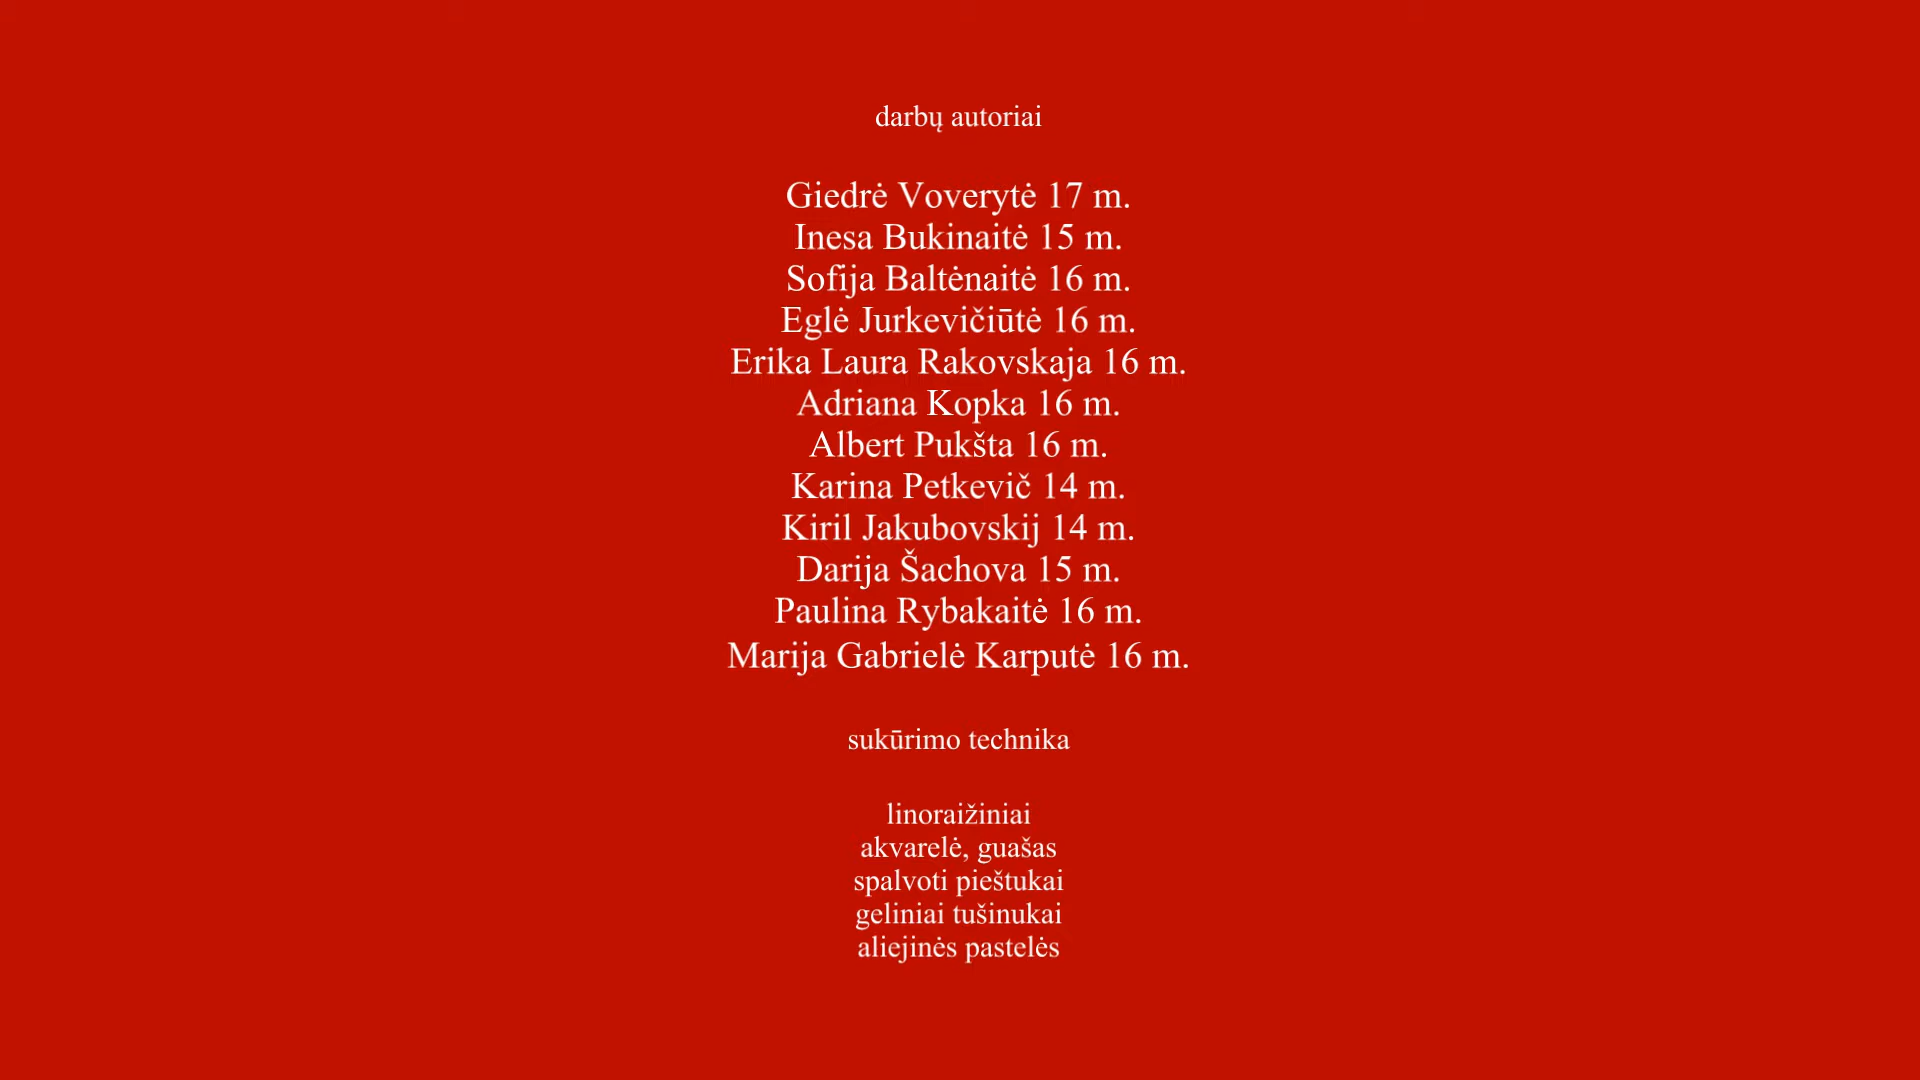 darbų autoriai
Giedrė Voverytė 17 m.
Inesa Bukinaitė 15 m.
Sofija Baltėnaitė 16 m.
Eglė Jurkevičiūtė 16 m.
Erika Laura Rakovskaja 16 m.
Adriana Kopka 16 m.
Albert Pukšta 16 m.
Karina Petkevič 14 m.
Kiril Jakubovskij 14 m.
Darija Šachova 15 m.
Paulina Rybakaitė 16 m.
Marija Gabrielė Karputė 16 m.
sukūrimo technika
linoraižiniai
akvarelė, guašas
spalvoti pieštukai
geliniai tušinukai
aliejinės pastelės